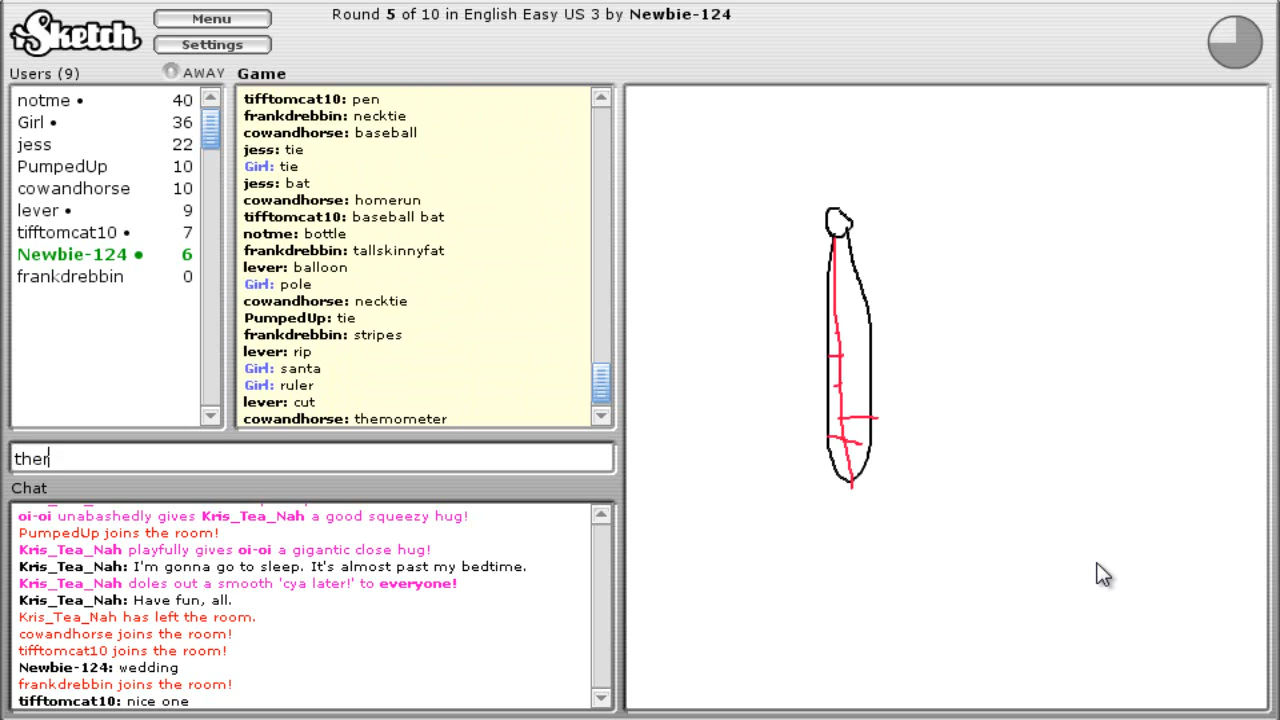 iSketch
Menu
Settings
Round 5 of 10 in English Easy US 3 by Newbie-124
Users (9)
AWAY
Game
notme • 40
Girl • 36
jess 22
PumpedUp 10
cowandhorse 10
lever • 9
tifftomcat10 • 7
Newbie-124 • 6
frankdrebbin 0
tifftomcat10: pen
frankdrebbin: necktie
cowandhorse: baseball
jess: tie
Girl: tie
jess: bat
cowandhorse: homerun
tifftomcat10: baseball bat
notme: bottle
frankdrebbin: tallskinnyfat
lever: balloon
Girl: pole
cowandhorse: necktie
PumpedUp: tie
frankdrebbin: stripes
lever: rip
Girl: santa
Girl: ruler
lever: cut
cowandhorse: themometer
ther
Chat
oi-oi unabashedly gives Kris_Tea_Nah a good squeezy hug!
PumpedUp joins the room!
Kris_Tea_Nah playfully gives oi-oi a gigantic close hug!
Kris_Tea_Nah: I'm gonna go to sleep. It's almost past my bedtime.
Kris_Tea_Nah doles out a smooth 'cya later!' to everyone!
Kris_Tea_Nah: Have fun, all.
Kris_Tea_Nah has left the room.
cowandhorse joins the room!
tifftomcat10 joins the room!
Newbie-124: wedding
frankdrebbin joins the room!
tifftomcat10: nice one